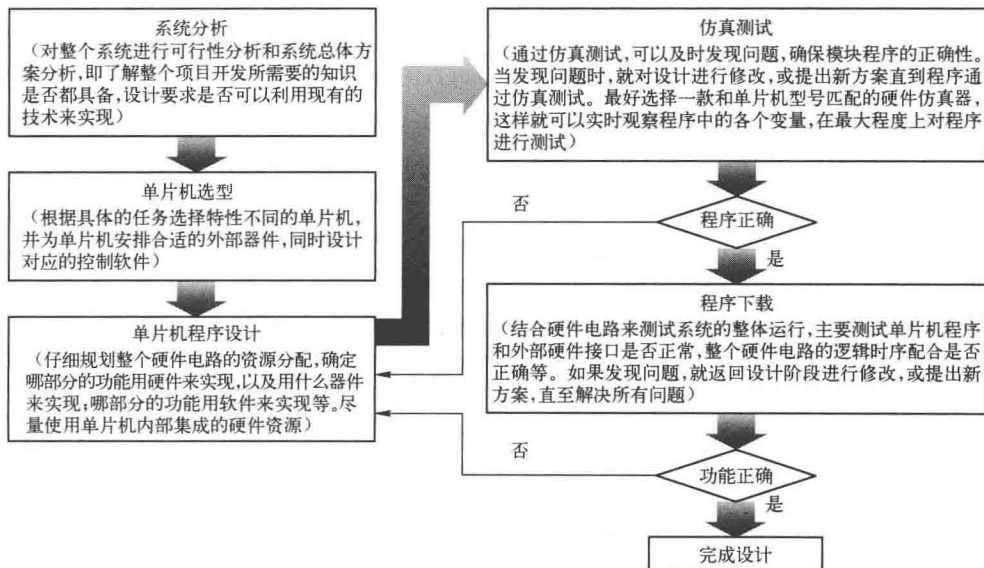 系统分析
（对整个系统进行可行性分析和系统总体方
案分析，即了解整个项目开发所需要的知识
是否都具备，设计要求是否可以利用现有的
技术来实现）
单片机选型
（根据具体的任务选择特性不同的单片机，
并为单片机安排合适的外部器件，同时设计
对应的控制软件）
单片机程序设计
（仔细规划整个硬件电路的资源分配，确定
哪部分的功能用硬件来实现，以及用什么器件
来实现；哪部分的功能用软件来实现等。尽
量使用单片机内部集成的硬件资源）
仿真测试
（通过仿真测试，可以及时发现问题，确保模块程序的正确性。
当发现问题时，就对设计进行修改，或提出新方案直到程序通
过仿真测试。最好选择一款和单片机型号匹配的硬件仿真器，
这样就可以实时观察程序中的各个变量，在最大程度上对程序
进行测试）
否
程序正确
是
程序下载
（结合硬件电路来测试系统的整体运行，主要测试单片机程序
和外部硬件接口是否正常，整个硬件电路的逻辑时序配合是否
正确等。如果发现问题，就返回设计阶段进行修改，或提出新
方案，直至解决所有问题）
否
功能正确
是
完成设计